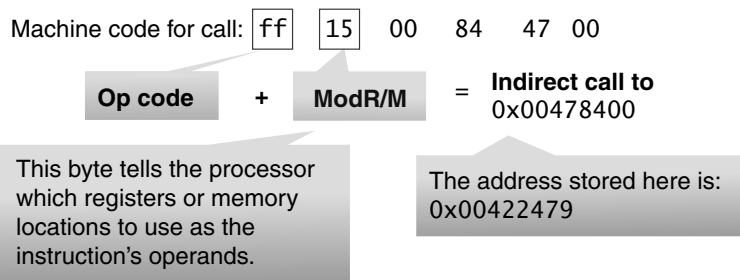 Machine code for call: ff 15 00 84 47 00
Op code + ModR/M = Indirect call to
0x00478400
This byte tells the processor
which registers or memory
locations to use as the
instruction's operands.
The address stored here is:
0x00422479